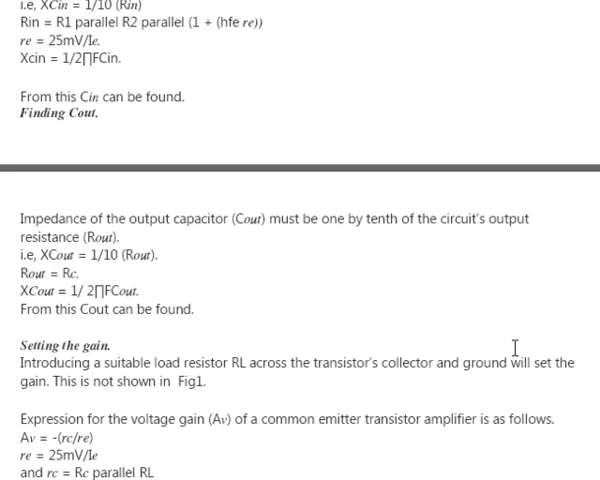 i.e, XCin = 1/10 (Rin)
Rin = R1 parallel R2 parallel (1 + (hfe re))
re = 25mV/Ie.
Xcin = 1/2∏FCin.
From this Cin can be found.
Finding Cout.
Impedance of the output capacitor (Cout) must be one by tenth of the circuit's output
resistance (Rout).
i.e, XCout = 1/10 (Rout).
Rout = Rc.
XCout = 1/ 2∏FCout.
From this Cout can be found.
Setting the gain.
Introducing a suitable load resistor RL across the transistor's collector and ground will set the
gain. This is not shown in Fig1.
Expression for the voltage gain (Av) of a common emitter transistor amplifier is as follows.
Av = -(rc/re)
re = 25mV/Ie
and rc = Rc parallel RL